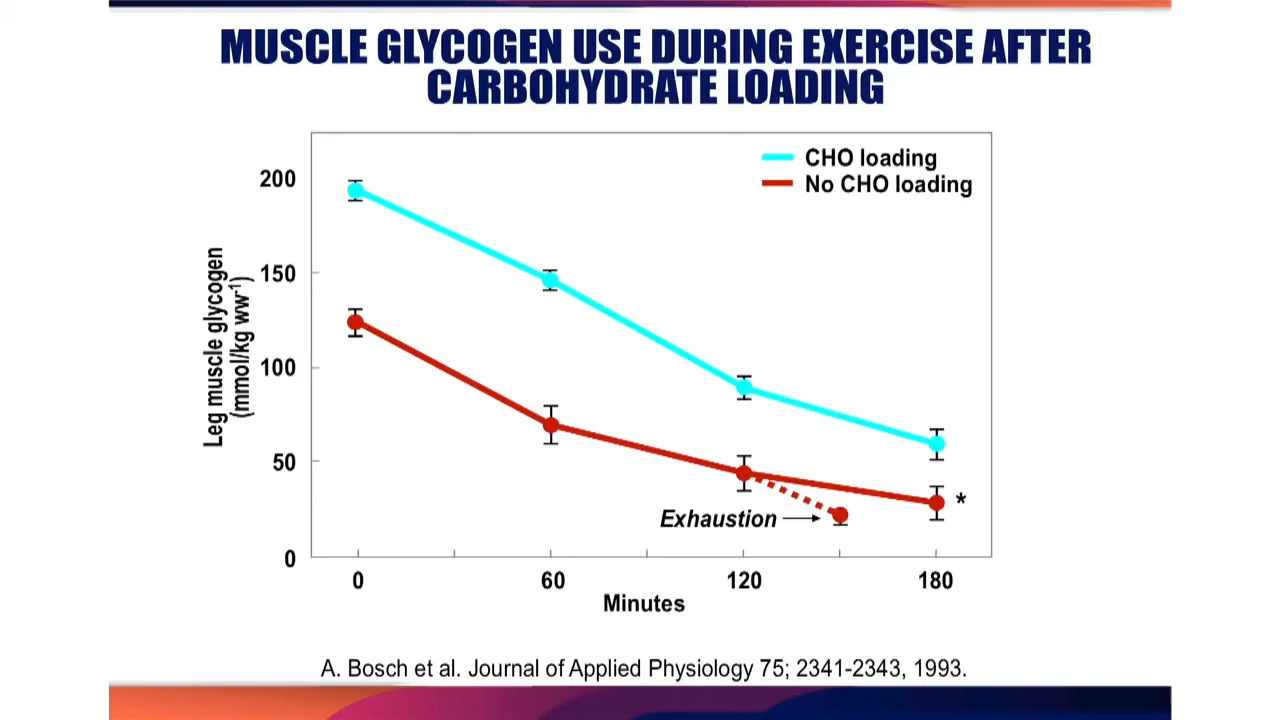 MUSCLE GLYCOGEN USE DURING EXERCISE AFTER
CARBOHYDRATE LOADING
CHO loading
No CHO loading
200
150
100
50
0
Leg muscle glycogen
(mmol/kg ww⁻¹)
*
Exhaustion
0
60
120
180
Minutes
A. Bosch et al. Journal of Applied Physiology 75; 2341-2343, 1993.